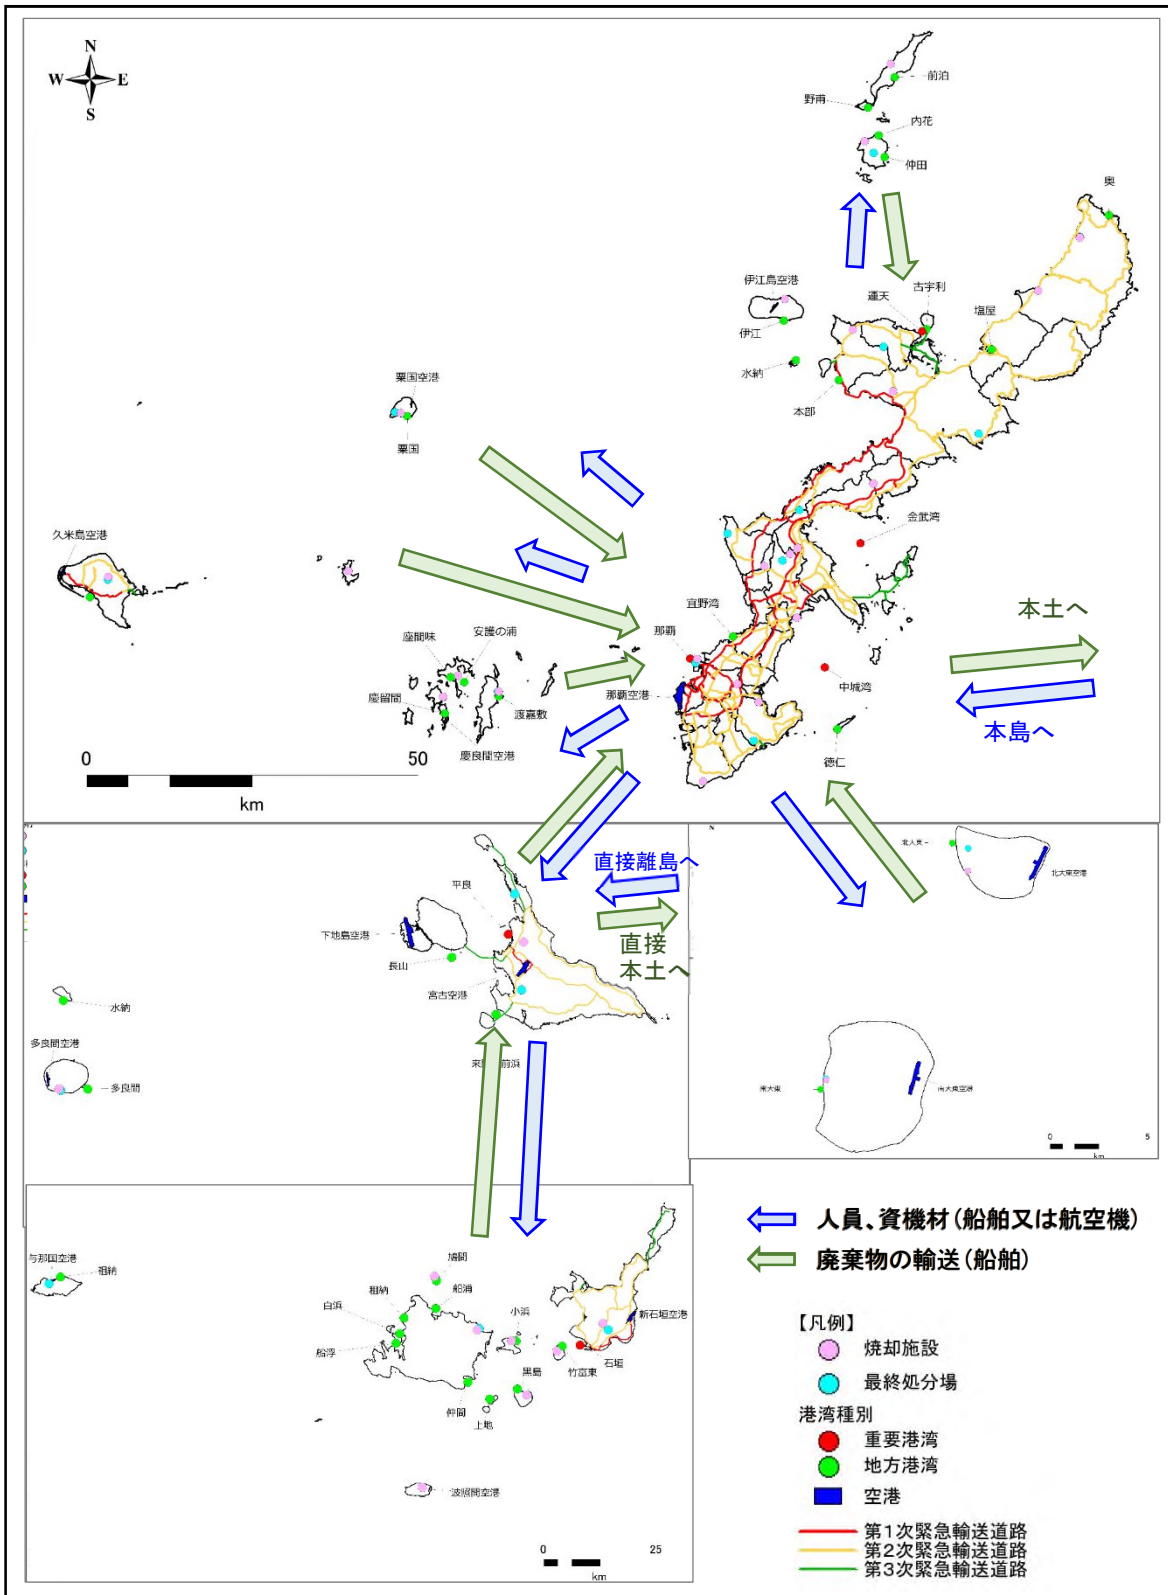 N
W
E
S
前泊
野甫
内花
仲田
奥
伊江島空港
伊江
運天
古宇利
塩屋
水納
本部
粟国空港
粟国
金武湾
久米島空港
宜野湾
座間味
安護の浦
那覇
本土へ
那覇空港
中城湾
慶留間
渡嘉敷
本島へ
徳仁
慶良間空港
0
50
km
直接離島へ
平良
下地島空港
長山
直接
本土へ
宮古空港
水納
多良間空港
多良間
前浜
N
北大東
北大東空港
南大東
南大東空港
0
5
km
人員、資機材(船舶又は航空機)
廃棄物の輸送(船舶)
与那国空港
祖納
鳩間
船浦
祖納
白浜
小浜
新石垣空港
船浮
石垣
竹富東
黒島
仲間
上地
波照間空港
0
25
km
【凡例】
焼却施設
最終処分場
港湾種別
重要港湾
地方港湾
空港
第1次緊急輸送道路
第2次緊急輸送道路
第3次緊急輸送道路